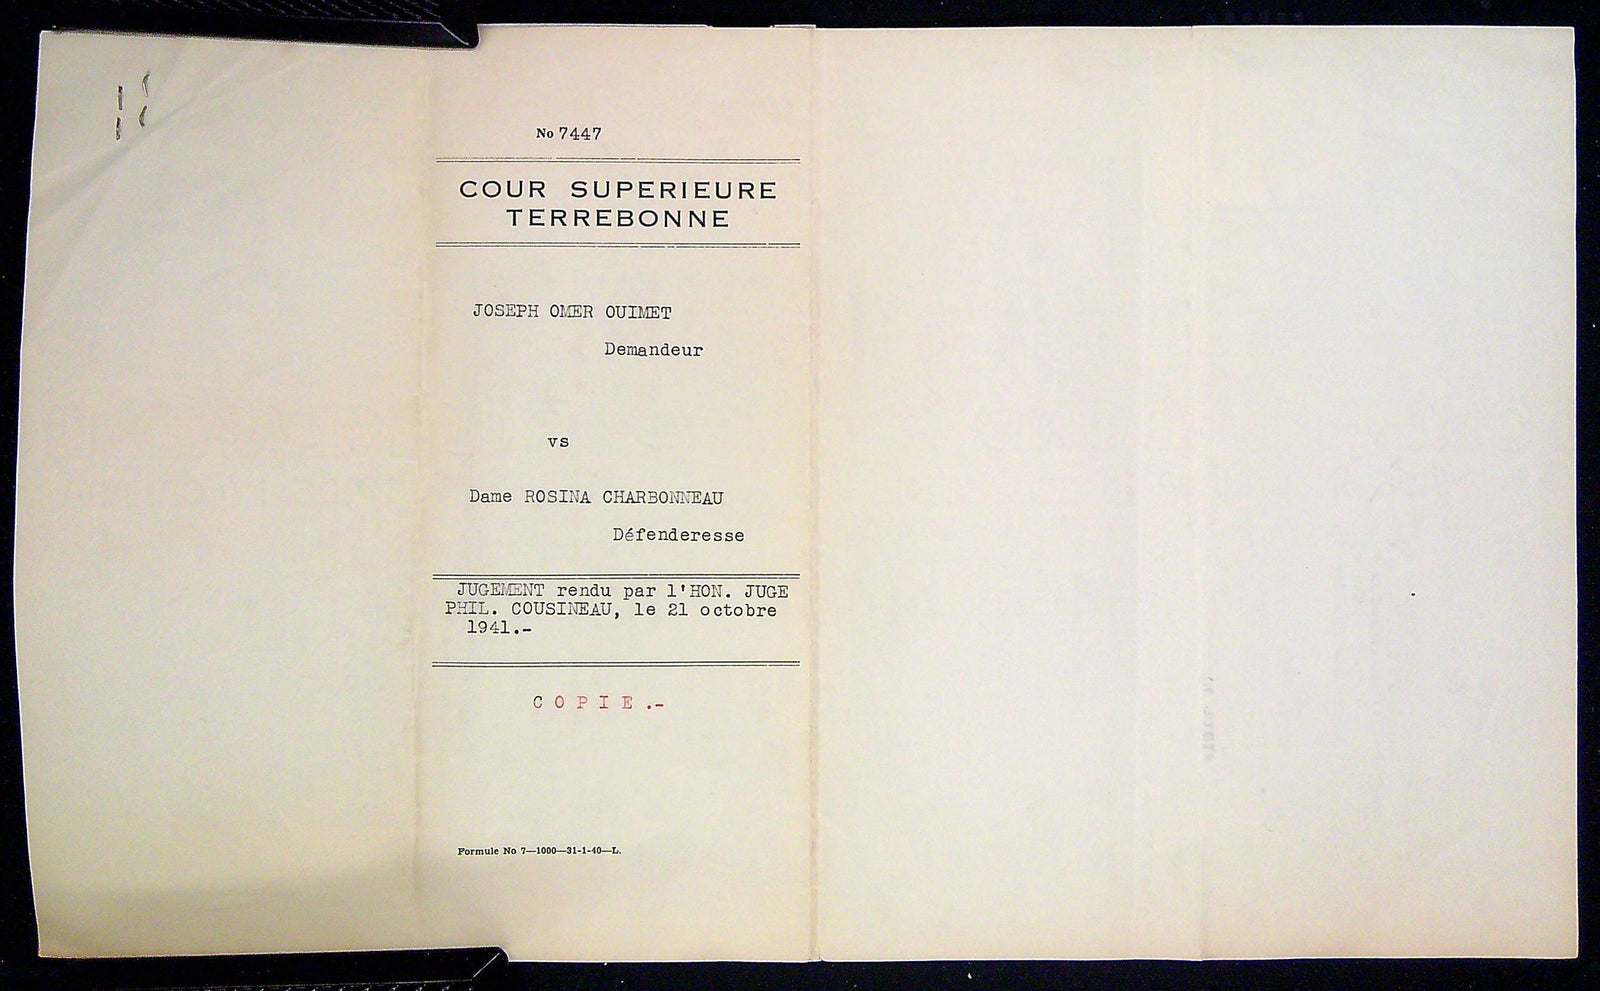 No 7447
COUR SUPERIEURE
TERREBONNE
JOSEPH OMER OUIMET
Demandeur
vs
Dame ROSINA CHARBONNEAU
Défenderesse
JUGEMENT rendu par l'HON. JUGE
PHIL. COUSINEAU, le 21 octobre
1941.-
C O P I E .-
Formule No 7—1000—31-1-40—L.